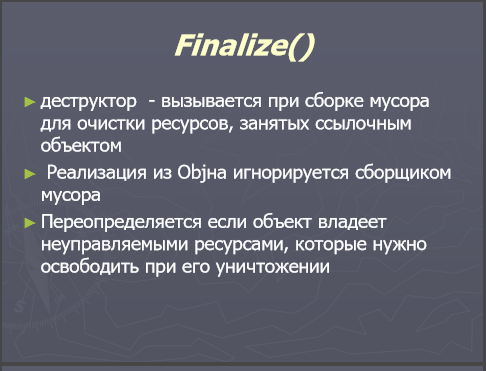 Finalize()
► деструктор - вызывается при сборке мусора
для очистки ресурсов, занятых ссылочным
объектом
► Реализация из Objна игнорируется сборщиком
мусора
► Переопределяется если объект владеет
неуправляемыми ресурсами, которые нужно
освободить при его уничтожении